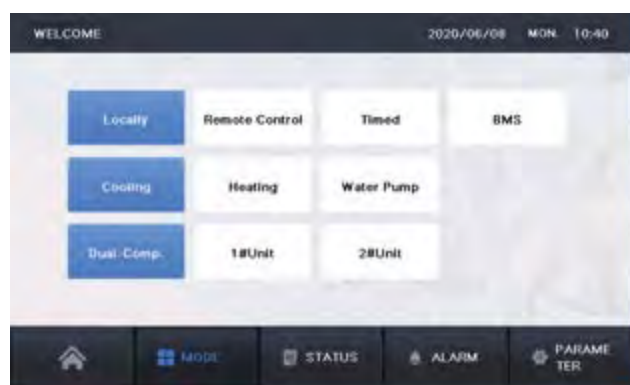 WELCOME 2020/06/08 MON. 10:40
Locally Remote Control Timed BMS
Cooling Heating Water Pump
Dual-Comp. 1#Unit 2#Unit
MODE STATUS ALARM PARAME
TER